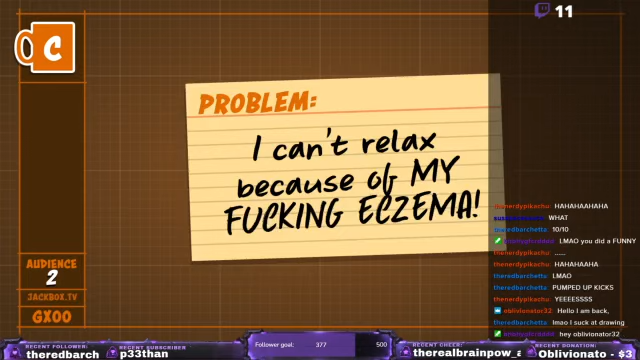 11
C
PROBLEM:
I can't relax
because of MY
FUCKING ECZEMA!
thenerdypikachu: HAHAHAAHAHA
WHAT
theredbarchetta: 10/10
LMAO you did a FUNNY
thenerdypikachu: ......
thenerdypikachu: HAHAHAAA
theredbarchetta: LMAO
theredbarchetta: PUMPED UP KICKS
thenerdypikachu: YEEEESSSS
oblivionator32: Hello I am back,
theredbarchetta: lmao I suck at drawing
hey oblivionator32
AUDIENCE
2
JACKBOX.TV
GXOO
RECENT FOLLOWER:
theredbarch
RECENT SUBSCRIBER
p33than
Follower goal: 377 500
RECENT CHEER:
therealbrainpow
RECENT DONATION:
Oblivionato - $3